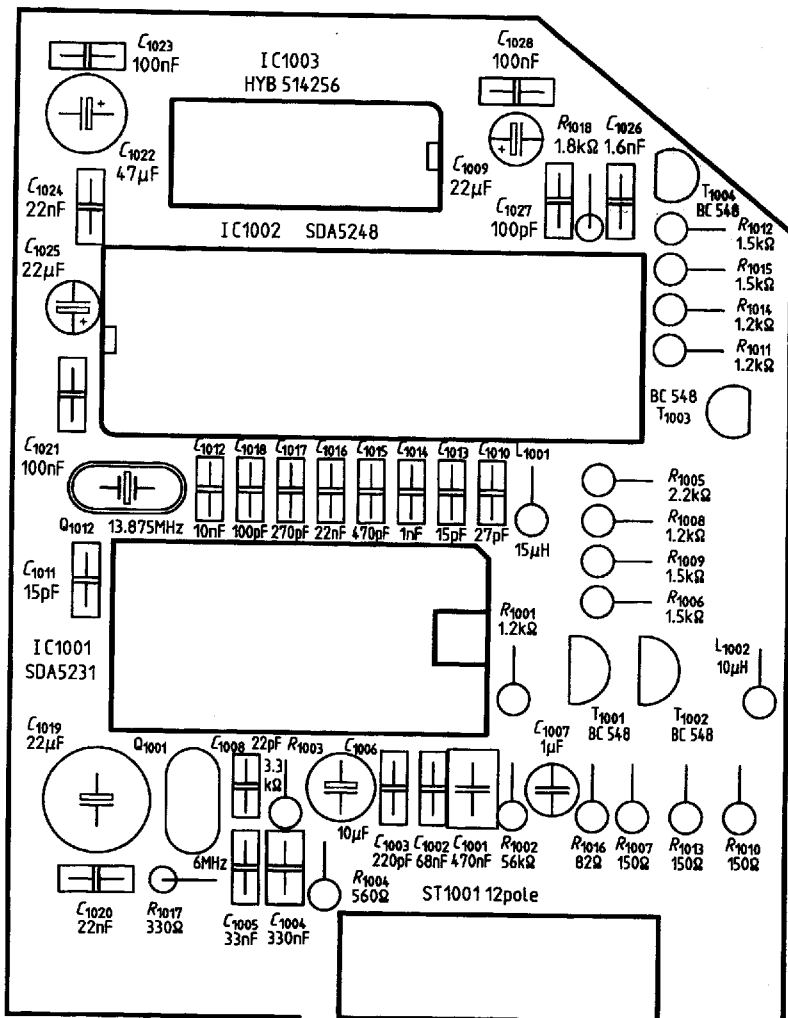 C1023
100nF
IC1003
HYB 514256
C1028
100nF
C1022
47µF
C1009
22µF
R1018
1.8kΩ
C1026
1.6nF
T1004
BC 548
C1024
22nF
C1027
100pF
IC1002 SDA5248
R1012
1.5kΩ
C1025
22µF
R1015
1.5kΩ
R1014
1.2kΩ
R1011
1.2kΩ
BC 548
T1003
C1021
100nF
C1012
10nF
C1018
100pF
C1017
270pF
C1016
22nF
C1015
470pF
C1014
1nF
C1013
15pF
C1010
27pF
L1001
15µH
R1005
2.2kΩ
Q1012 13.875MHz
R1008
1.2kΩ
C1011
15pF
R1009
1.5kΩ
R1006
1.5kΩ
R1001
1.2kΩ
IC1001
SDA5231
L1002
10µH
T1001
BC 548
T1002
BC 548
C1019
22µF
Q1001
6MHz
C1008
22pF
R1003
3.3
kΩ
C1006
10µF
C1007
1µF
C1003
220pF
C1002
68nF
C1001
470nF
R1002
56kΩ
R1016
82Ω
R1007
150Ω
R1013
150Ω
R1010
150Ω
C1020
22nF
R1017
330Ω
C1005
33nF
C1004
330nF
R1004
560Ω
ST1001 12pole